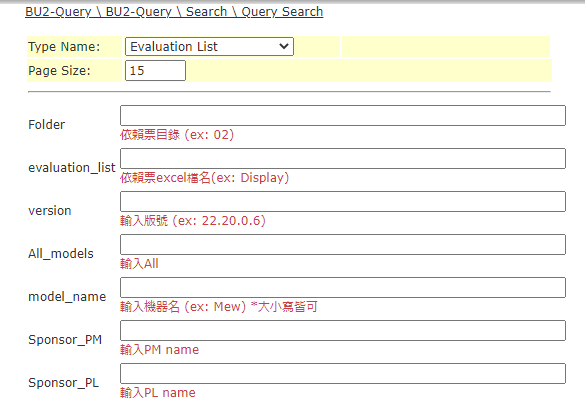 BU2-Query \ BU2-Query \ Search \ Query Search
Type Name: Evaluation List
Page Size: 15
Folder
依賴票目錄 (ex: 02)
evaluation_list
依賴票excel檔名(ex: Display)
version
輸入版號 (ex: 22.20.0.6)
All_models
輸入All
model_name
輸入機器名 (ex: Mew) *大小寫皆可
Sponsor_PM
輸入PM name
Sponsor_PL
輸入PL name